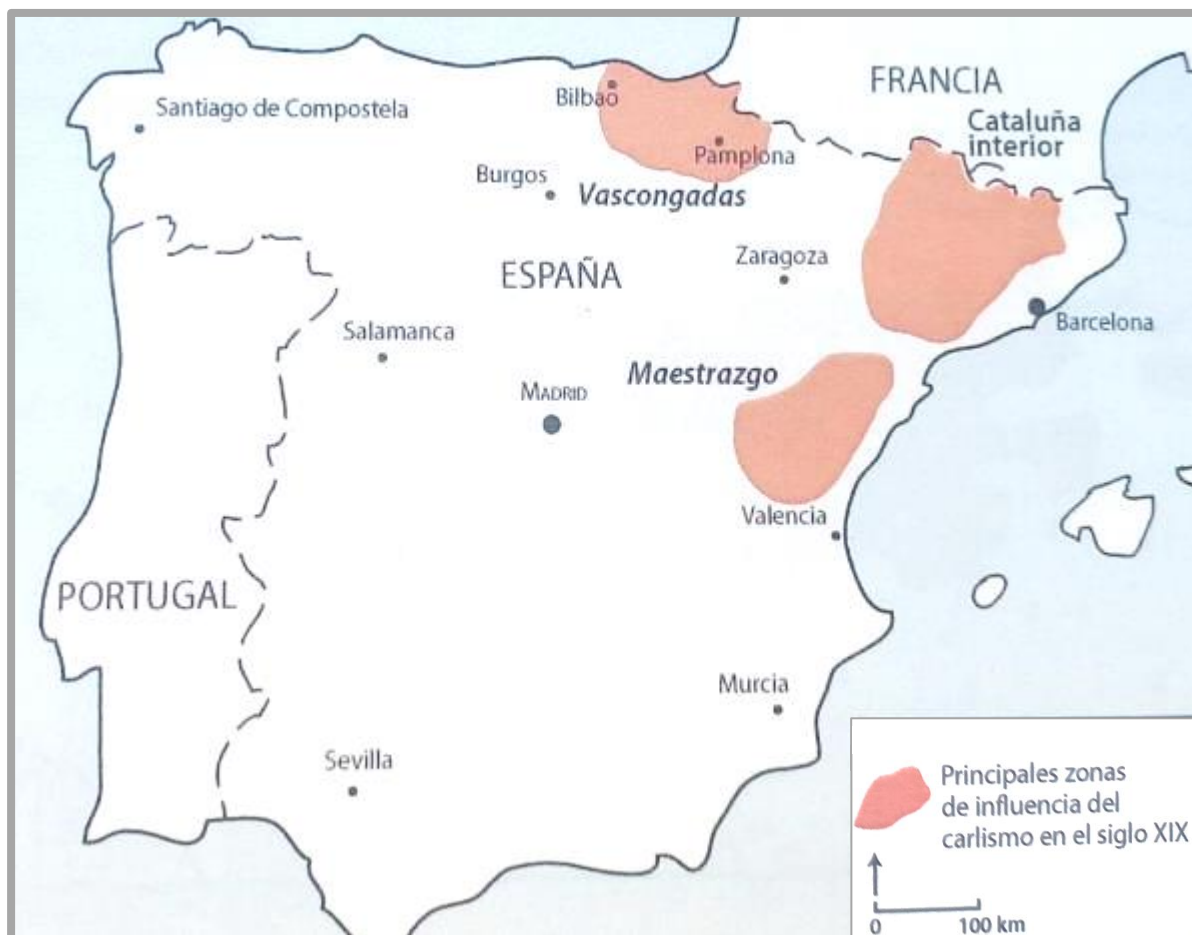 FRANCIA
Santiago de Compostela
Bilbao
Cataluña
interior
Pamplona
Burgos
Vascongadas
Zaragoza
ESPAÑA
Salamanca
Barcelona
Maestrazgo
MADRID
Valencia
PORTUGAL
Murcia
Sevilla
Principales zonas
de influencia del
carlismo en el siglo XIX
0 100 km